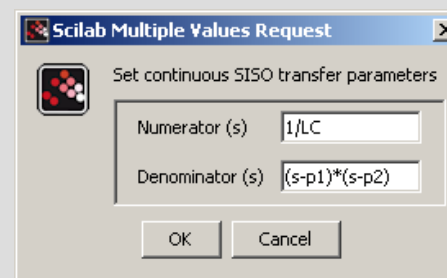 Scilab Multiple Values Request
Set continuous SISO transfer parameters
Numerator (s) 1/LC
Denominator (s) (s-p1)*(s-p2)
OK Cancel